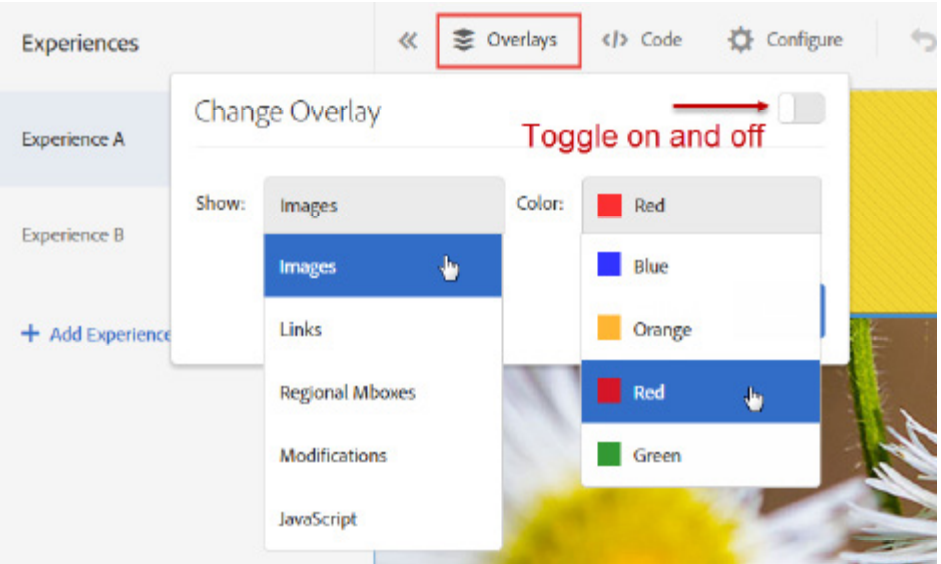 Experiences
Overlays
</> Code
Configure
Change Overlay
Toggle on and off
Experience A
Experience B
+ Add Experience
Show:
Images
Images
Links
Regional Mboxes
Modifications
JavaScript
Color:
Red
Blue
Orange
Red
Green